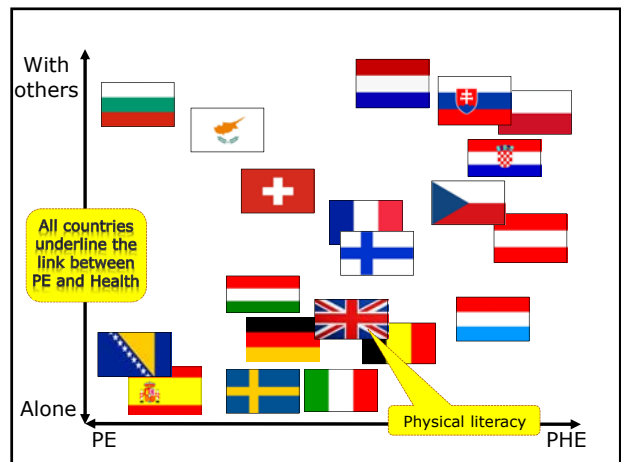 With
others
All countries
underline the
link between
PE and Health
Alone
Physical literacy
PE
PHE